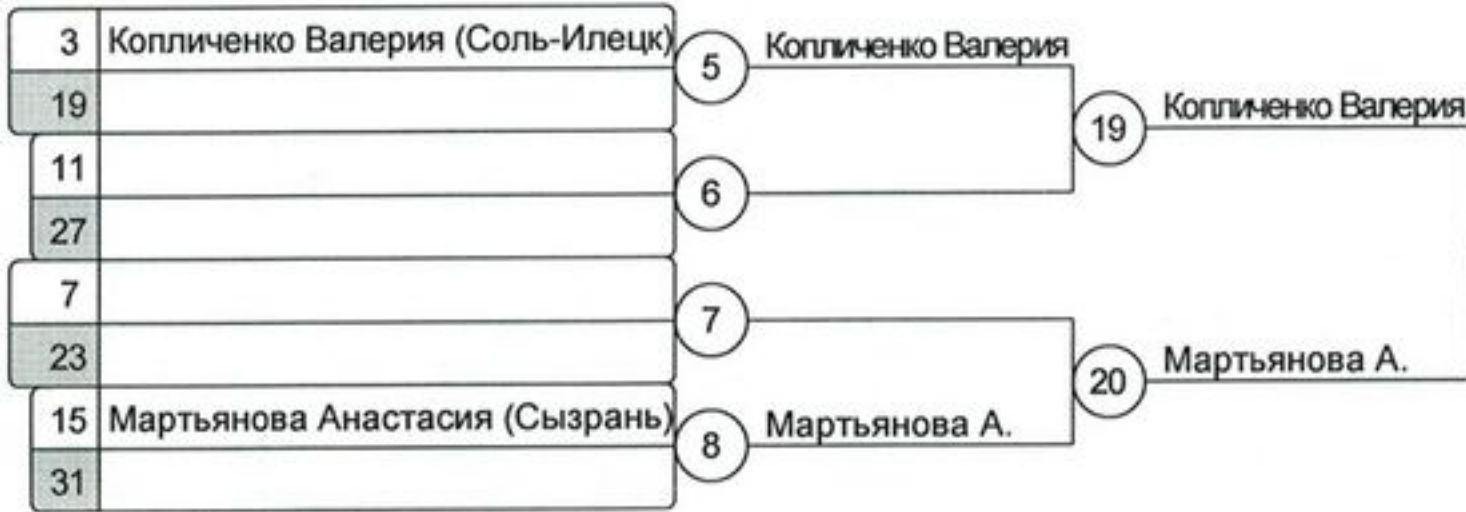 3 Копличенко Валерия (Соль-Илецк)
5 Копличенко Валерия
19
19 Копличенко Валерия
11
6
27
7
7
23
20 Мартьянова А.
15 Мартьянова Анастасия (Сызрань)
8 Мартьянова А.
31